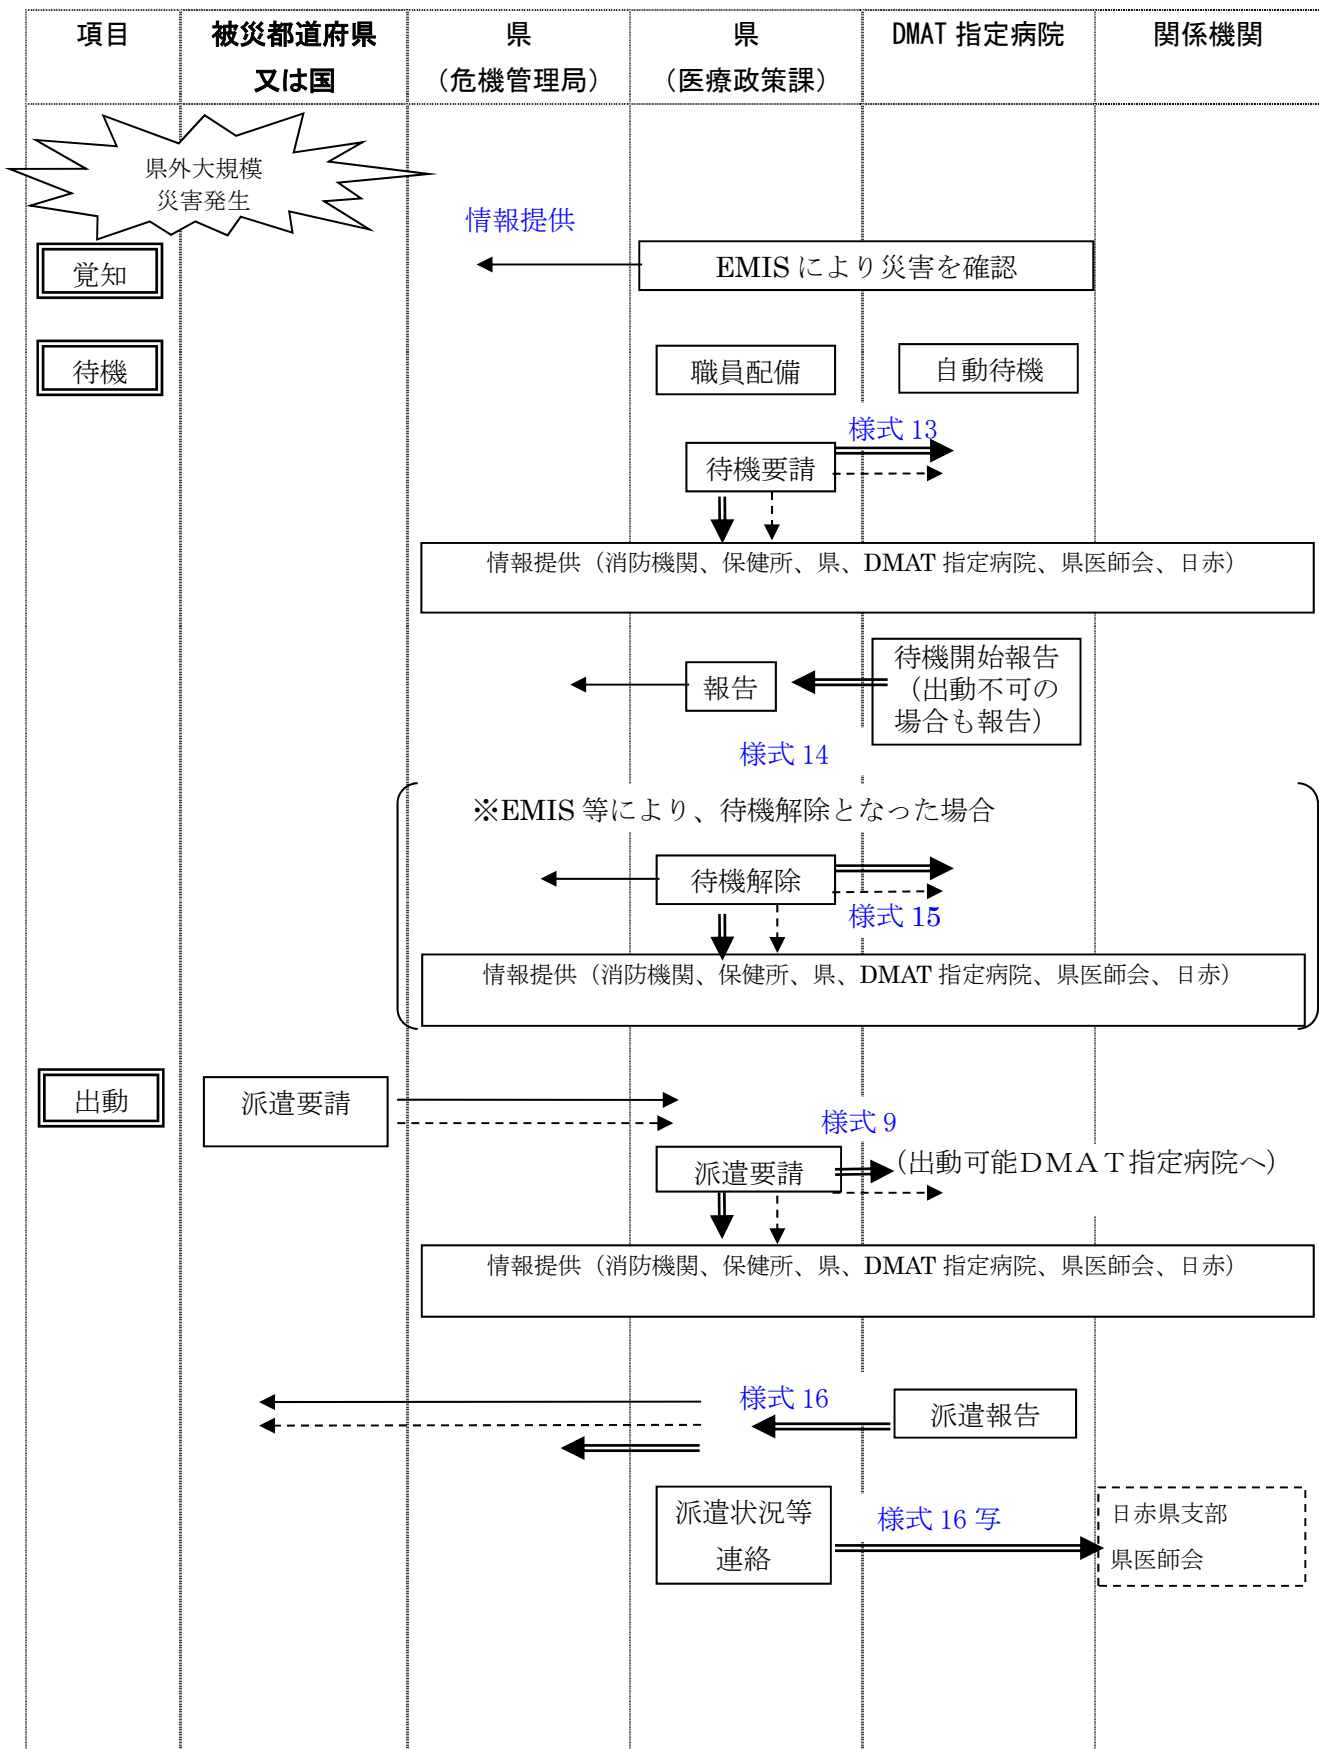 項目
被災都道府県
又は国
県
(危機管理局)
県
(医療政策課)
DMAT 指定病院
関係機関
県外大規模
災害発生
情報提供
覚知
EMIS により災害を確認
待機
職員配備
自動待機
様式 13
待機要請
情報提供（消防機関、保健所、県、DMAT 指定病院、県医師会、日赤）
待機開始報告
（出動不可の
場合も報告）
報告
様式 14
※EMIS 等により、待機解除となった場合
待機解除
様式 15
情報提供（消防機関、保健所、県、DMAT 指定病院、県医師会、日赤）
出動
派遣要請
様式 9
派遣要請
(出動可能ＤＭＡＴ指定病院へ)
情報提供（消防機関、保健所、県、DMAT 指定病院、県医師会、日赤）
様式 16
派遣報告
派遣状況等
連絡
様式 16 写
日赤県支部
県医師会